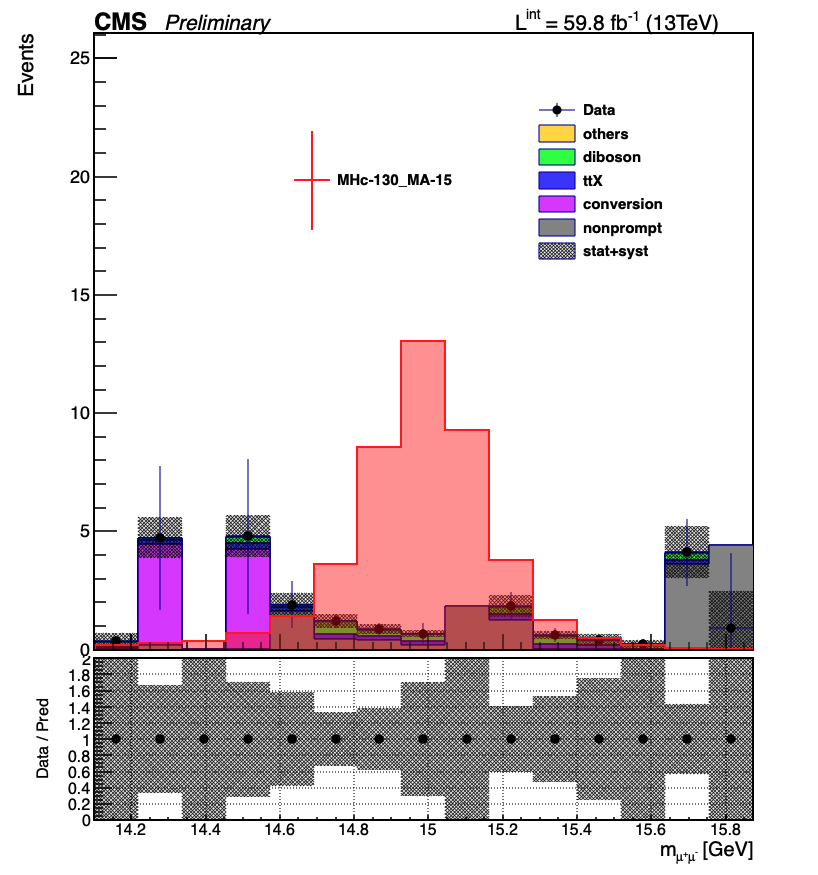 CMS Preliminary L^int = 59.8 fb^-1 (13TeV)
Events
25
20
15
10
5
0
MHc-130_MA-15
Data
others
diboson
ttX
conversion
nonprompt
stat+syst
Data / Pred
2
1.8
1.6
1.4
1.2
1
0.8
0.6
0.4
0.2
0
14.2 14.4 14.6 14.8 15 15.2 15.4 15.6 15.8
m_μ⁺μ⁻ [GeV]